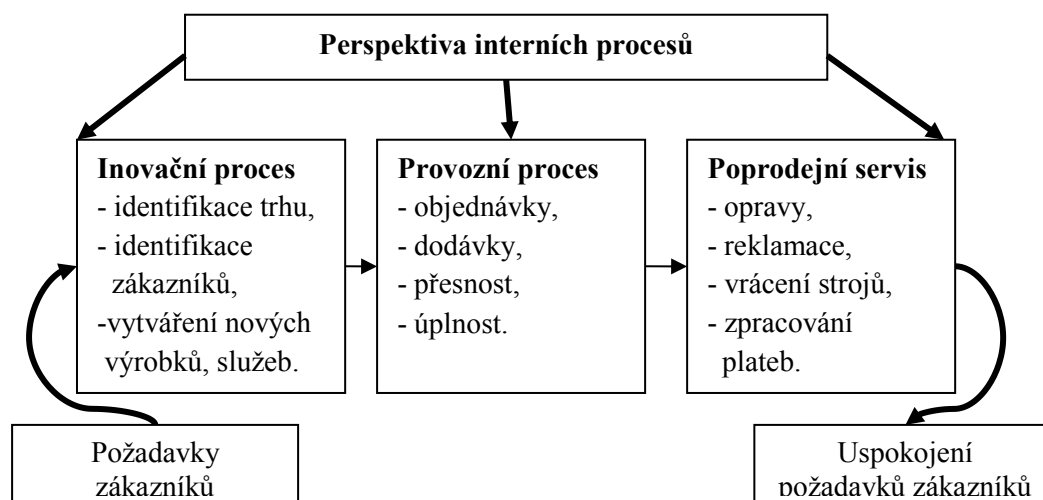 Perspektiva interních procesů
Inovační proces
- identifikace trhu,
- identifikace
zákazníků,
-vytváření nových
výrobků, služeb.
Provozní proces
- objednávky,
- dodávky,
- přesnost,
- úplnost.
Poprodejní servis
- opravy,
- reklamace,
- vrácení strojů,
- zpracování
plateb.
Požadavky
zákazníků
Uspokojení
požadavků zákazníků